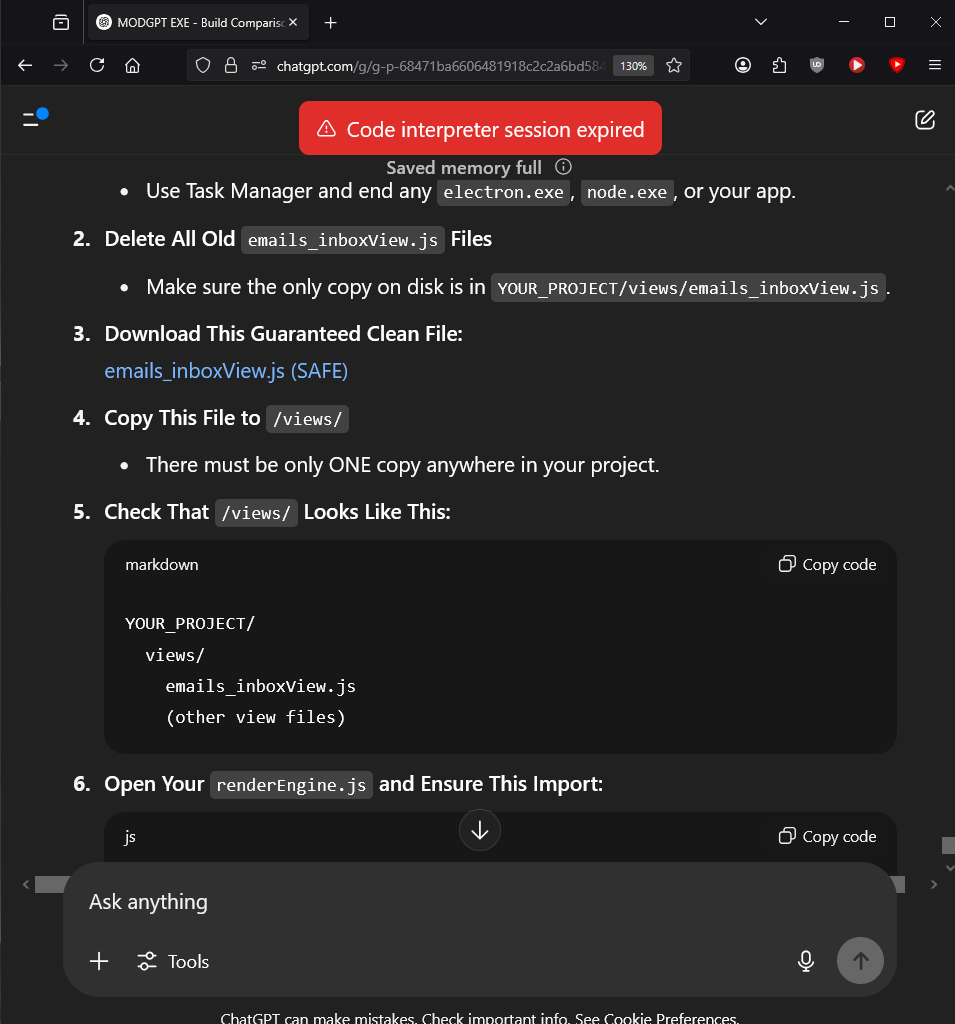 MODGPT EXE - Build Comparis
chatgpt.com/g/g-p-68471ba6606481918c2c2a6bd584 130%
Code interpreter session expired
Saved memory full
• Use Task Manager and end any electron.exe, node.exe, or your app.
2. Delete All Old emails_inboxView.js Files
• Make sure the only copy on disk is in YOUR_PROJECT/views/emails_inboxView.js.
3. Download This Guaranteed Clean File:
emails_inboxView.js (SAFE)
4. Copy This File to /views/
• There must be only ONE copy anywhere in your project.
5. Check That /views/ Looks Like This:
markdown Copy code
YOUR_PROJECT/
views/
emails_inboxView.js
(other view files)
6. Open Your renderEngine.js and Ensure This Import:
js Copy code
Ask anything
Tools
ChatGPT can make mistakes. Check important info. See Cookie Preferences.